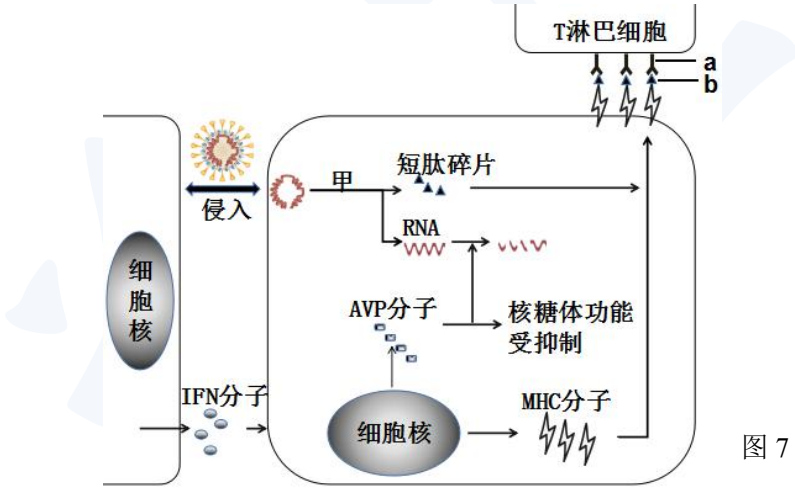 T淋巴细胞
a
b
短肽碎片
甲
侵入
RNA
细
胞
核
AVP分子
核糖体功能
受抑制
IFN分子
MHC分子
细胞核
图 7